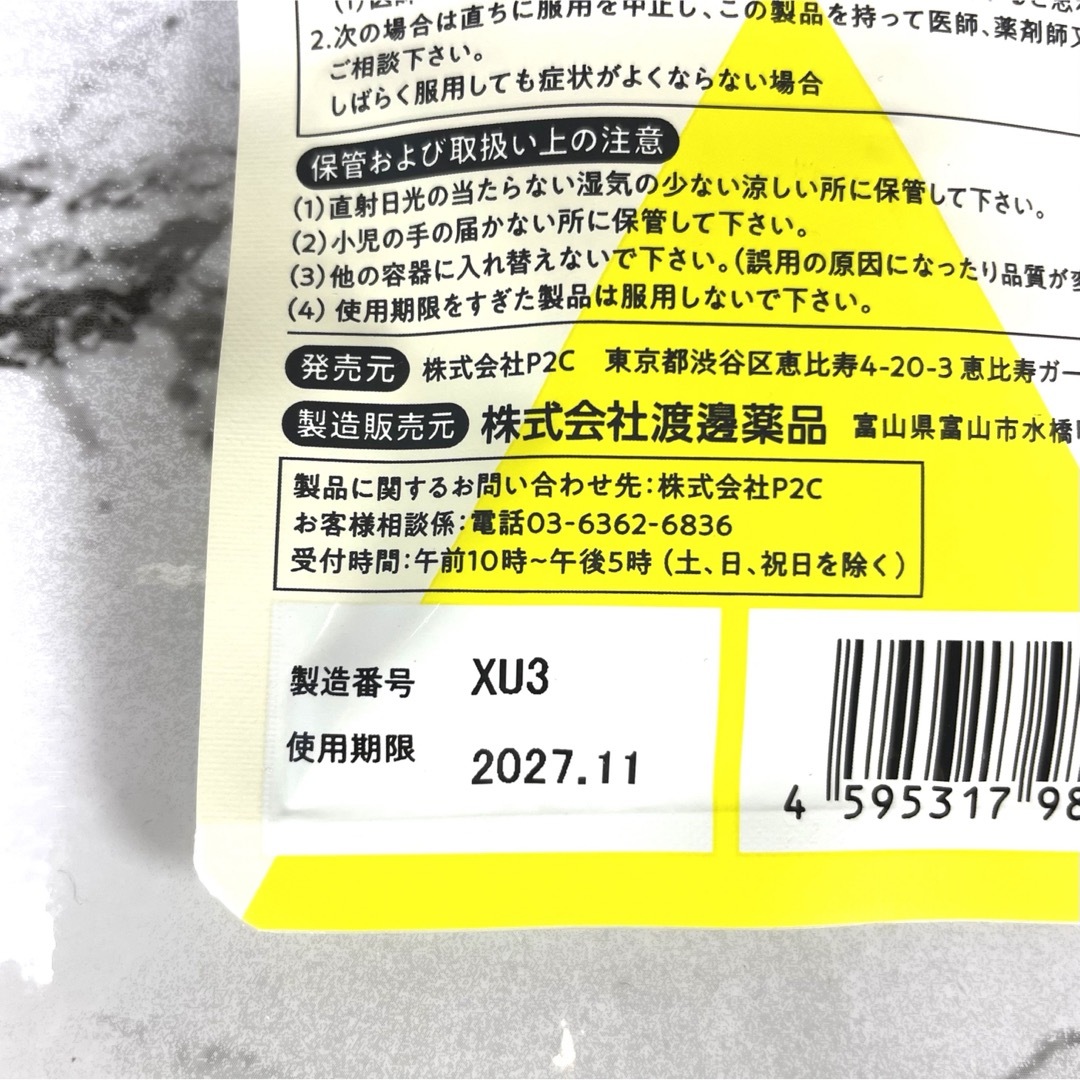 2.次の場合は直ちに服用を中止し、この製品を持って医師、薬剤師
ご相談下さい。
しばらく服用しても症状がよくならない場合
保管および取扱い上の注意
(1)直射日光の当たらない湿気の少ない涼しい所に保管して下さい。
(2)小児の手の届かない所に保管して下さい。
(3)他の容器に入れ替えないで下さい。(誤用の原因になったり品質が
(4) 使用期限をすぎた製品は服用しないで下さい。
発売元 株式会社P2C 東京都渋谷区恵比寿4-20-3 恵比寿ガー
製造販売元 株式会社渡邊薬品 富山県富山市水橋
製品に関するお問い合わせ先:株式会社P2C
お客様相談係:電話03-6362-6836
受付時間:午前10時~午後5時 (土、日、祝日を除く)
製造番号 XU3
使用期限 2027.11
4 595317 98